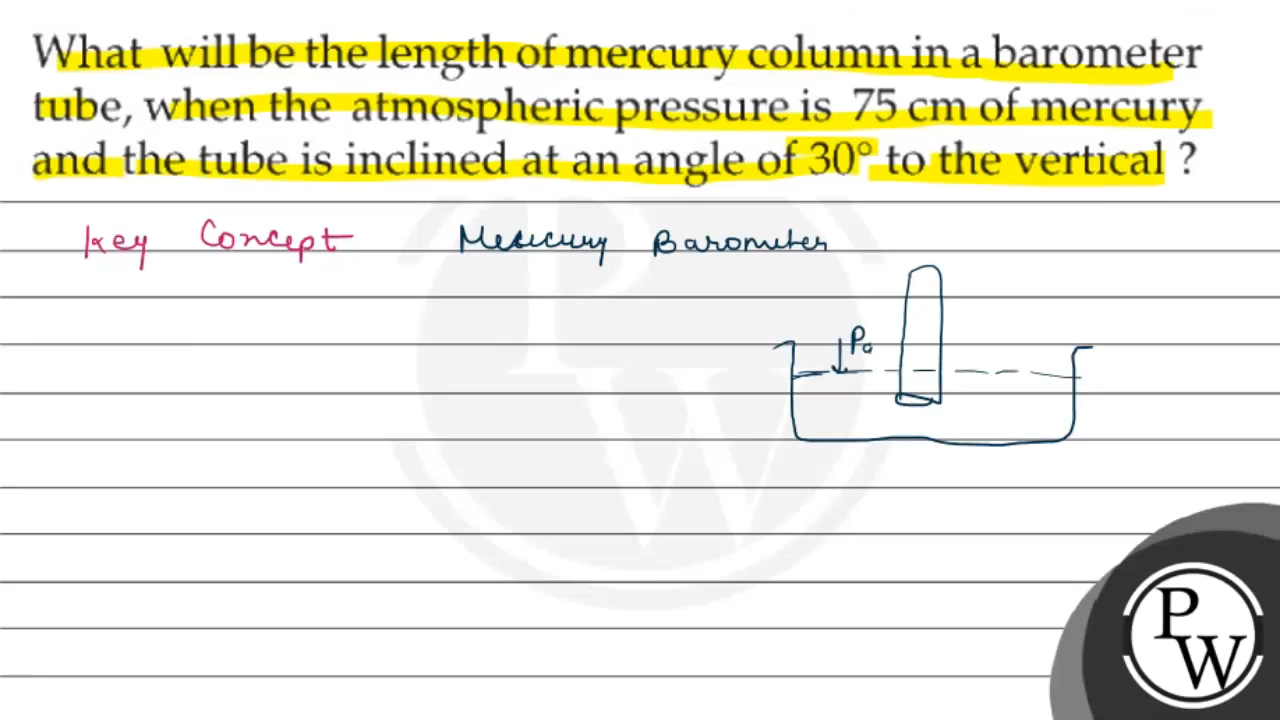 What will be the length of mercury column in a barometer
tube, when the atmospheric pressure is 75 cm of mercury
and the tube is inclined at an angle of 30° to the vertical ?
Key Concept Mercury Barometer
P₀
P
W